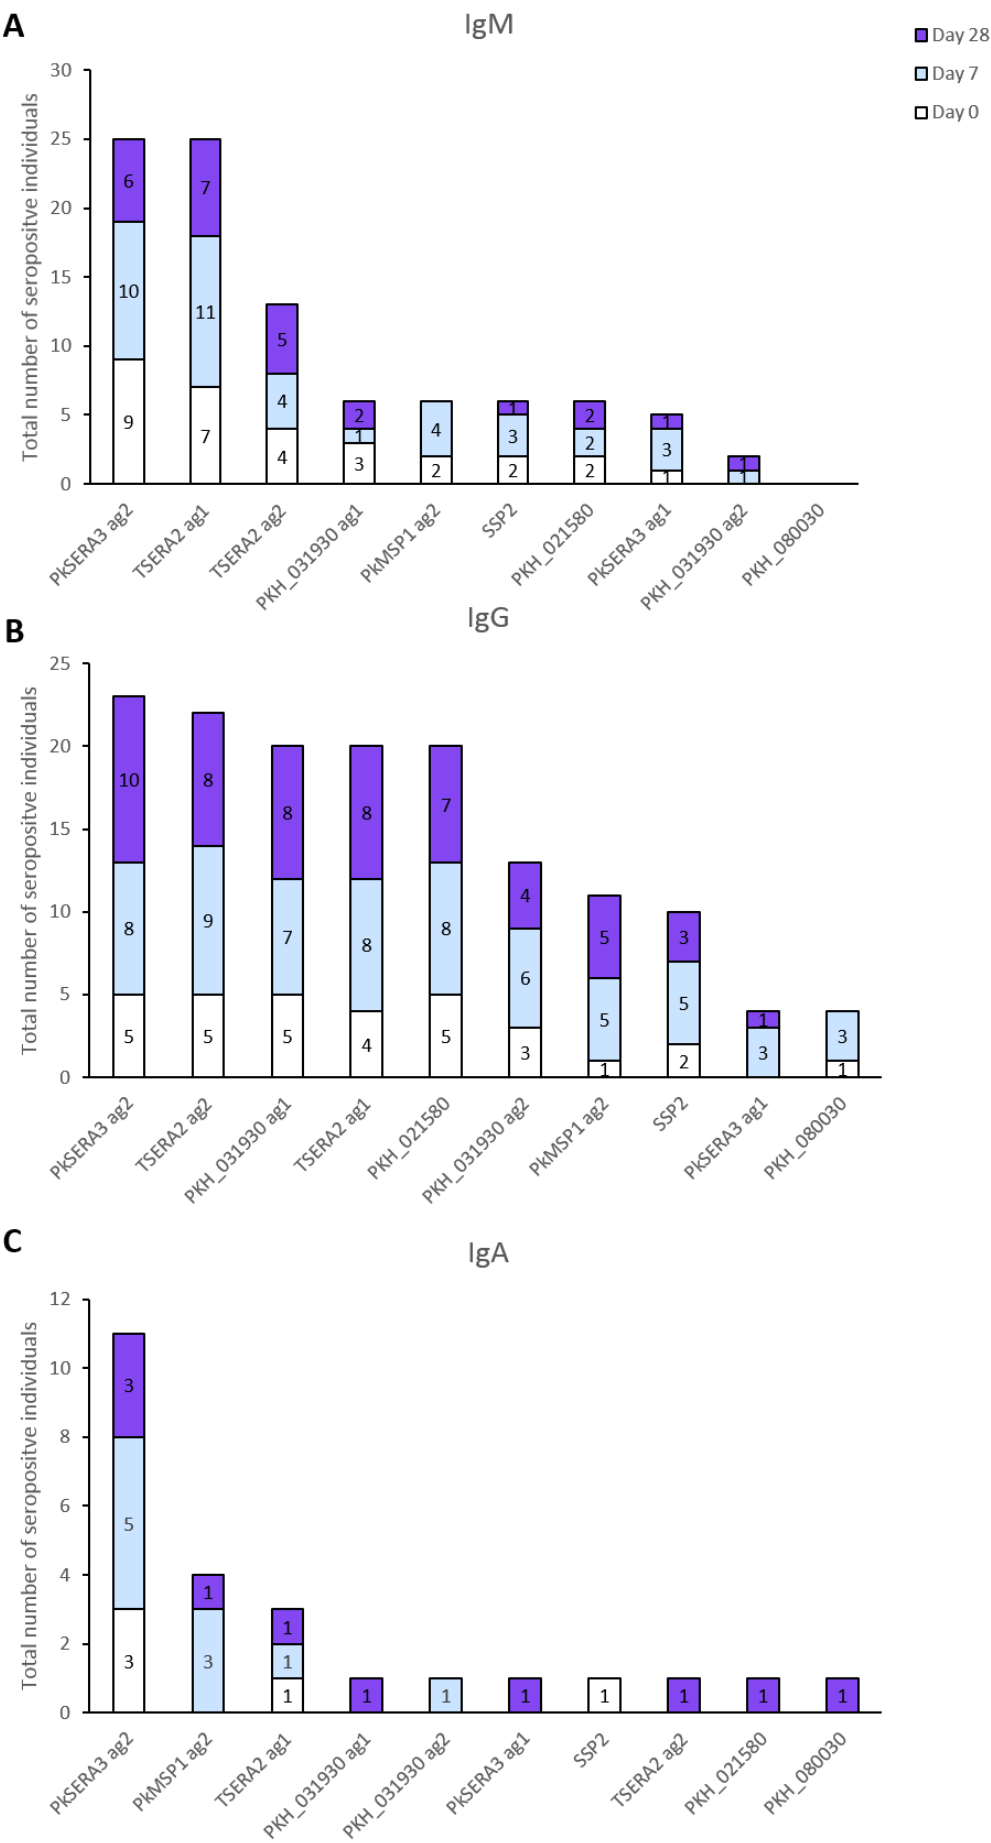 A
IgM
Day 28
Day 7
Day 0
Total number of seropositve individuals
30
25
20
15
10
5
0
6
10
9
7
11
7
5
4
4
2
1
3
4
2
1
3
2
2
2
2
1
3
1
1
1
PkSERA3 ag2
TSERA2 ag1
TSERA2 ag2
PKH_031930 ag1
PkMSP1 ag2
SSP2
PKH_021580
PkSERA3 ag1
PKH_031930 ag2
PKH_080030
B
IgG
Total number of seropositve individuals
25
20
15
10
5
0
10
8
5
8
9
5
8
7
5
8
8
4
7
8
5
4
6
3
5
5
1
3
5
2
1
3
3
1
PkSERA3 ag2
TSERA2 ag2
PKH_031930 ag1
TSERA2 ag1
PKH_021580
PKH_031930 ag2
PkMSP1 ag2
SSP2
PkSERA3 ag1
PKH_080030
C
IgA
Total number of seropositve individuals
12
10
8
6
4
2
0
3
5
3
1
3
1
1
1
1
1
1
1
1
1
1
PkSERA3 ag2
PkMSP1 ag2
TSERA2 ag1
PKH_031930 ag1
PKH_031930 ag2
PkSERA3 ag1
SSP2
TSERA2 ag2
PKH_021580
PKH_080030